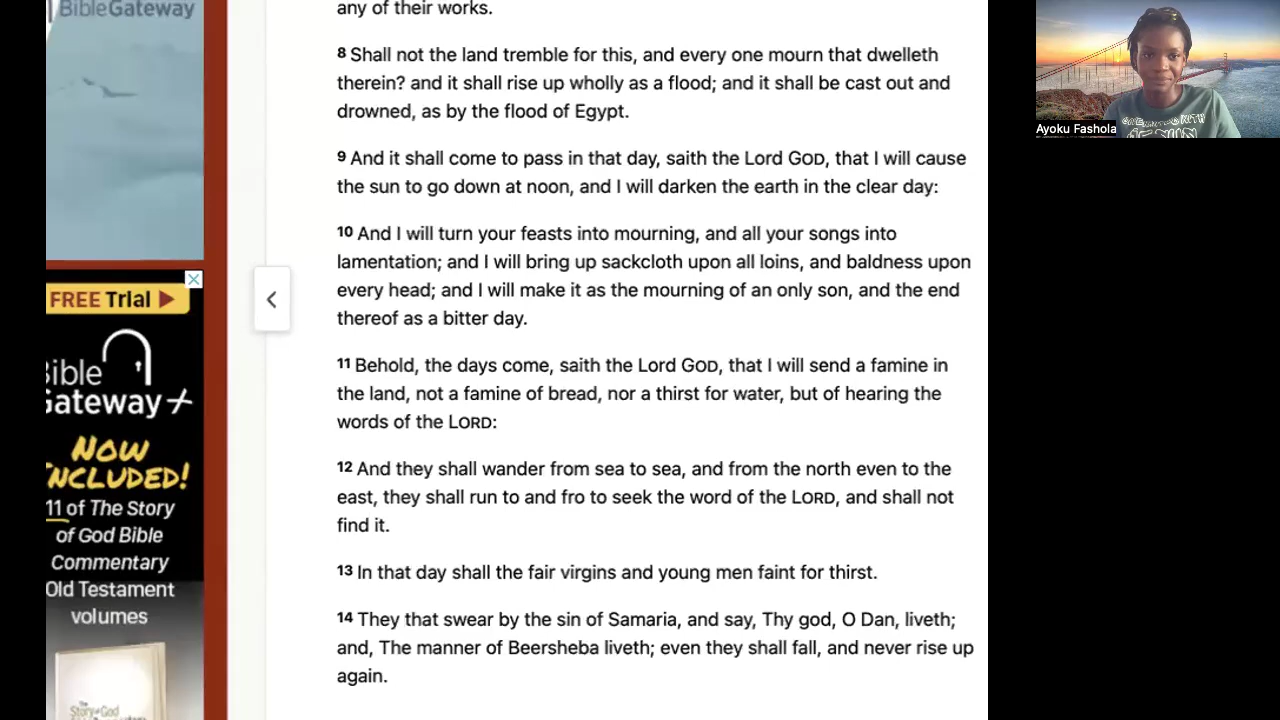 BibleGateway
any of their works.
8 Shall not the land tremble for this, and every one mourn that dwelleth
therein? and it shall rise up wholly as a flood; and it shall be cast out and
drowned, as by the flood of Egypt.
9 And it shall come to pass in that day, saith the Lord GOD, that I will cause
the sun to go down at noon, and I will darken the earth in the clear day:
10 And I will turn your feasts into mourning, and all your songs into
lamentation; and I will bring up sackcloth upon all loins, and baldness upon
every head; and I will make it as the mourning of an only son, and the end
thereof as a bitter day.
11 Behold, the days come, saith the Lord GOD, that I will send a famine in
the land, not a famine of bread, nor a thirst for water, but of hearing the
words of the LORD:
12 And they shall wander from sea to sea, and from the north even to the
east, they shall run to and fro to seek the word of the LORD, and shall not
find it.
13 In that day shall the fair virgins and young men faint for thirst.
14 They that swear by the sin of Samaria, and say, Thy god, O Dan, liveth;
and, The manner of Beersheba liveth; even they shall fall, and never rise up
again.
FREE Trial
ible
ateway+
NOW
NCLUDED!
11 of The Story
of God Bible
Commentary
Old Testament
volumes
The
Story of God
Ayoku Fashola